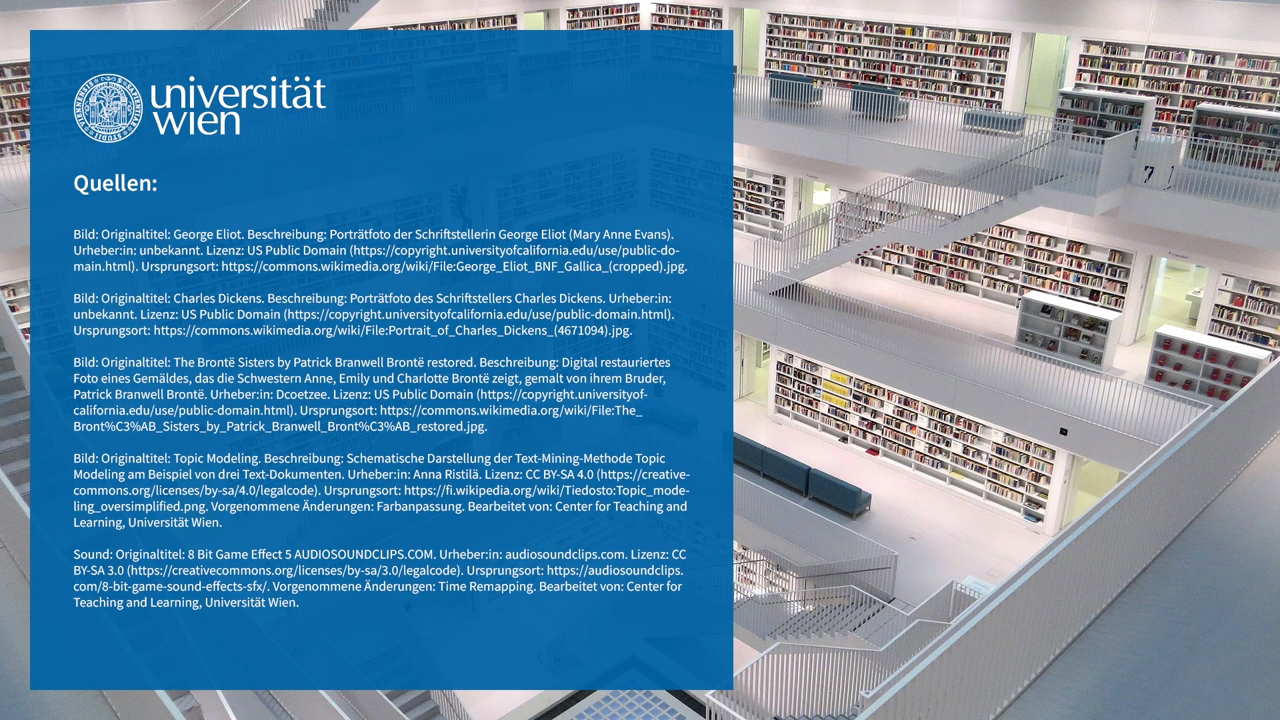 universität
wien
Quellen:
Bild: Originaltitel: George Eliot. Beschreibung: Porträtfoto der Schriftstellerin George Eliot (Mary Anne Evans).
Urheber:in: unbekannt. Lizenz: US Public Domain (https://copyright.universityofcalifornia.edu/use/public-do-
main.html). Ursprungsort: https://commons.wikimedia.org/wiki/File:George_Eliot_BNF_Gallica_(cropped).jpg.
Bild: Originaltitel: Charles Dickens. Beschreibung: Porträtfoto des Schriftstellers Charles Dickens. Urheber:in:
unbekannt. Lizenz: US Public Domain (https://copyright.universityofcalifornia.edu/use/public-domain.html).
Ursprungsort: https://commons.wikimedia.org/wiki/File:Portrait_of_Charles_Dickens_(4671094).jpg.
Bild: Originaltitel: The Brontë Sisters by Patrick Branwell Brontë restored. Beschreibung: Digital restauriertes
Foto eines Gemäldes, das die Schwestern Anne, Emily und Charlotte Brontë zeigt, gemalt von ihrem Bruder,
Patrick Branwell Brontë. Urheber:in: Dcoetzee. Lizenz: US Public Domain (https://copyright.universityof-
california.edu/use/public-domain.html). Ursprungsort: https://commons.wikimedia.org/wiki/File:The_
Bront%C3%AB_Sisters_by_Patrick_Branwell_Bront%C3%AB_restored.jpg.
Bild: Originaltitel: Topic Modeling. Beschreibung: Schematische Darstellung der Text-Mining-Methode Topic
Modeling am Beispiel von drei Text-Dokumenten. Urheber:in: Anna Ristilä. Lizenz: CC BY-SA 4.0 (https://creative-
commons.org/licenses/by-sa/4.0/legalcode). Ursprungsort: https://fi.wikipedia.org/wiki/Tiedosto:Topic_mode-
ling_oversimplified.png. Vorgenommene Änderungen: Farbanpassung. Bearbeitet von: Center for Teaching and
Learning, Universität Wien.
Sound: Originaltitel: 8 Bit Game Effect 5 AUDIOSOUNDCLIPS.COM. Urheber:in: audiosoundclips.com. Lizenz: CC
BY-SA 3.0 (https://creativecommons.org/licenses/by-sa/3.0/legalcode). Ursprungsort: https://audiosoundclips.
com/8-bit-game-sound-effects-sfx/. Vorgenommene Änderungen: Time Remapping. Bearbeitet von: Center for
Teaching and Learning, Universität Wien.
7